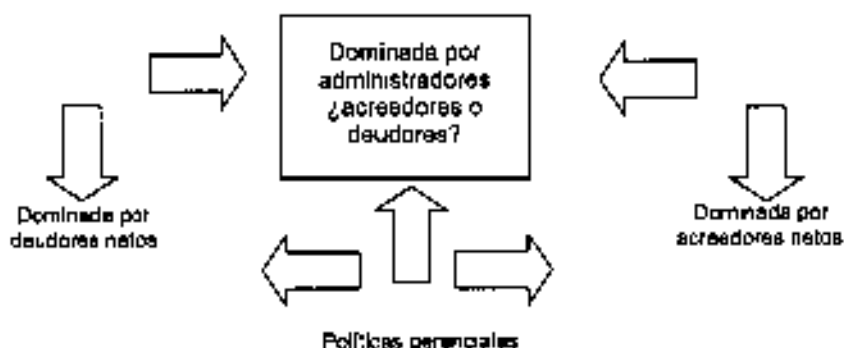 Dominada por
administradores
¿acreedores o
deudores?
Dominada por
deudores netos
Dominada por
acreedores netos
Políticas gerenciales